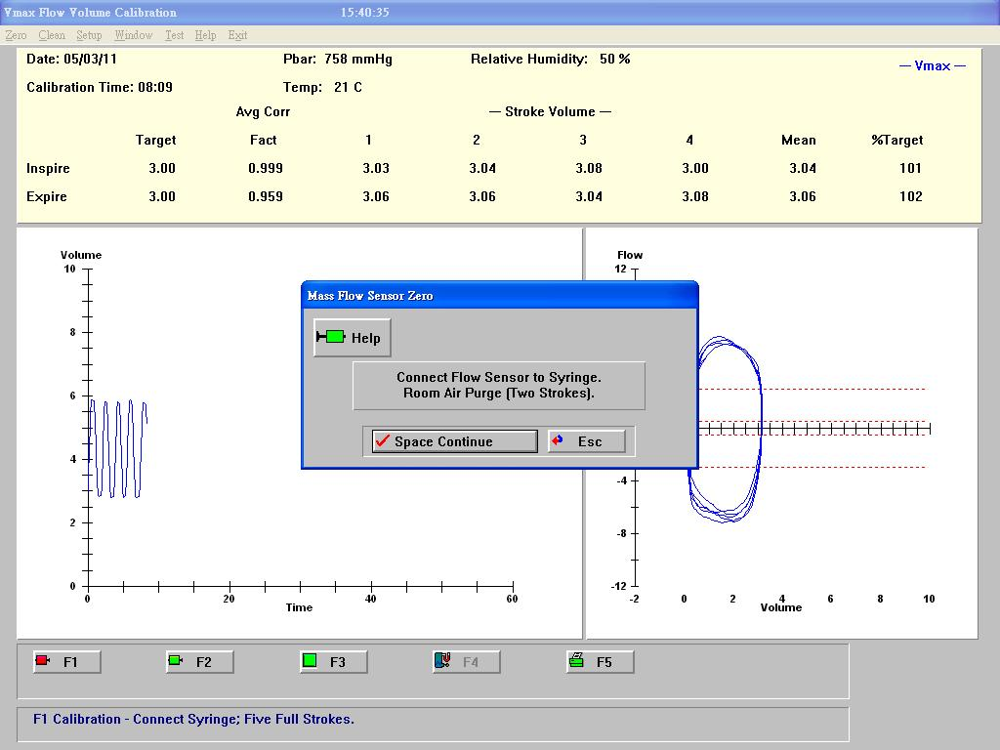 Vmax Flow Volume Calibration 15:40:35
Zero Clean Setup Window Test Help Exit
Date: 05/03/11 Pbar: 758 mmHg Relative Humidity: 50 % — Vmax —
Calibration Time: 08:09 Temp: 21 C
Avg Corr — Stroke Volume —
Target Fact 1 2 3 4 Mean %Target
Inspire 3.00 0.999 3.03 3.04 3.08 3.00 3.04 101
Expire 3.00 0.959 3.06 3.06 3.04 3.08 3.06 102
Volume
10
8
6
4
2
0
0 20 40 60
Time
Mass Flow Sensor Zero
Help
Connect Flow Sensor to Syringe.
Room Air Purge (Two Strokes).
Space Continue Esc
Flow
12
-4
-8
-12
-2 0 2 4 6 8 10
Volume
F1 F2 F3 F4 F5
F1 Calibration - Connect Syringe; Five Full Strokes.